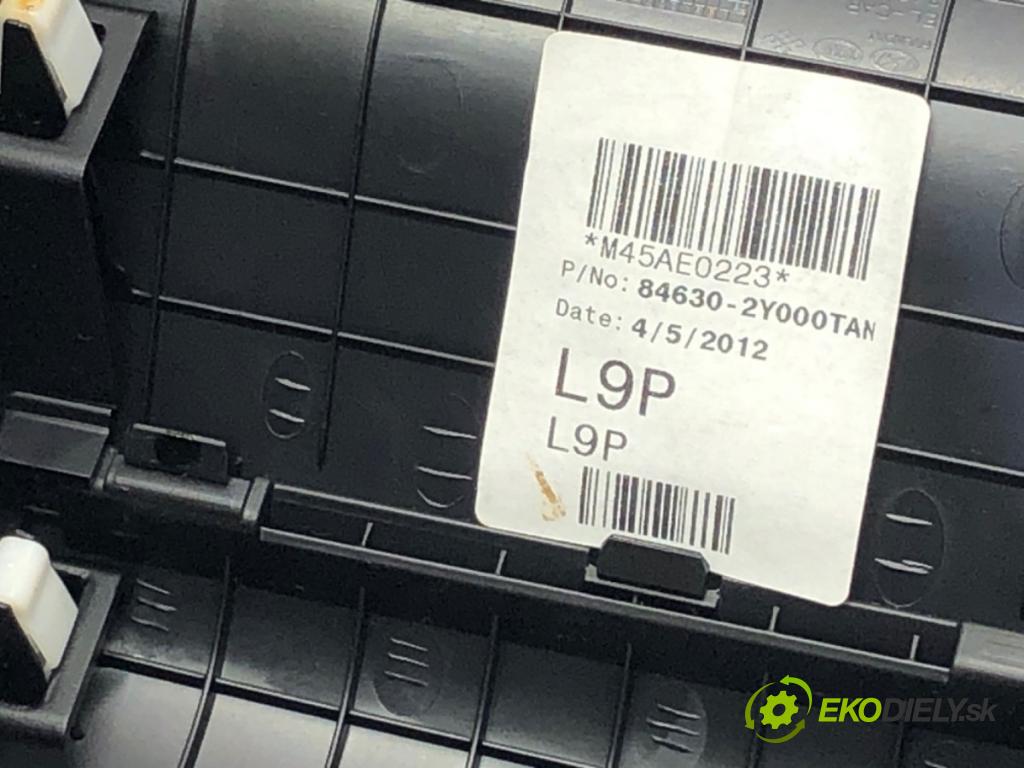 *M45AE0223*
P/No: 84630-2Y000TAN
Date: 4/5/2012
L9P
L9P
EKODIELY.sk